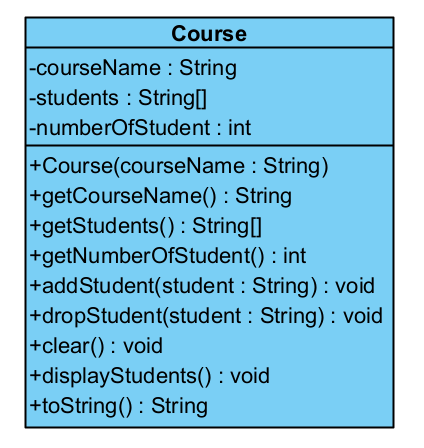 Course
-courseName : String
-students : String[]
-numberOfStudent : int
+Course(courseName : String)
+getCourseName() : String
+getStudents() : String[]
+getNumberOfStudent() : int
+addStudent(student : String) : void
+dropStudent(student : String) : void
+clear() : void
+displayStudents() : void
+toString() : String